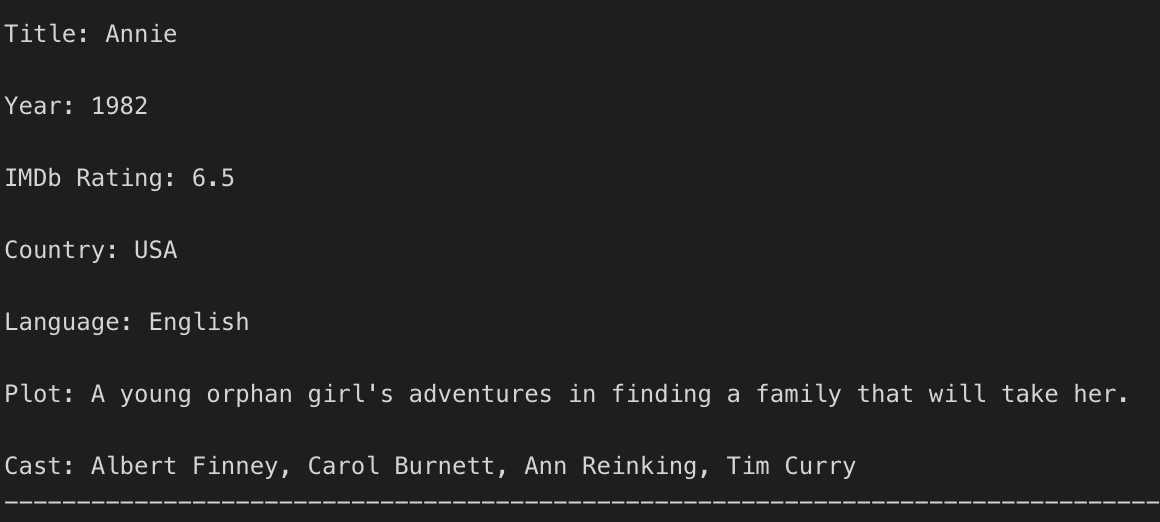 Title: Annie
Year: 1982
IMDb Rating: 6.5
Country: USA
Language: English
Plot: A young orphan girl's adventures in finding a family that will take her.
Cast: Albert Finney, Carol Burnett, Ann Reinking, Tim Curry
--------------------------------------------------------------------------------